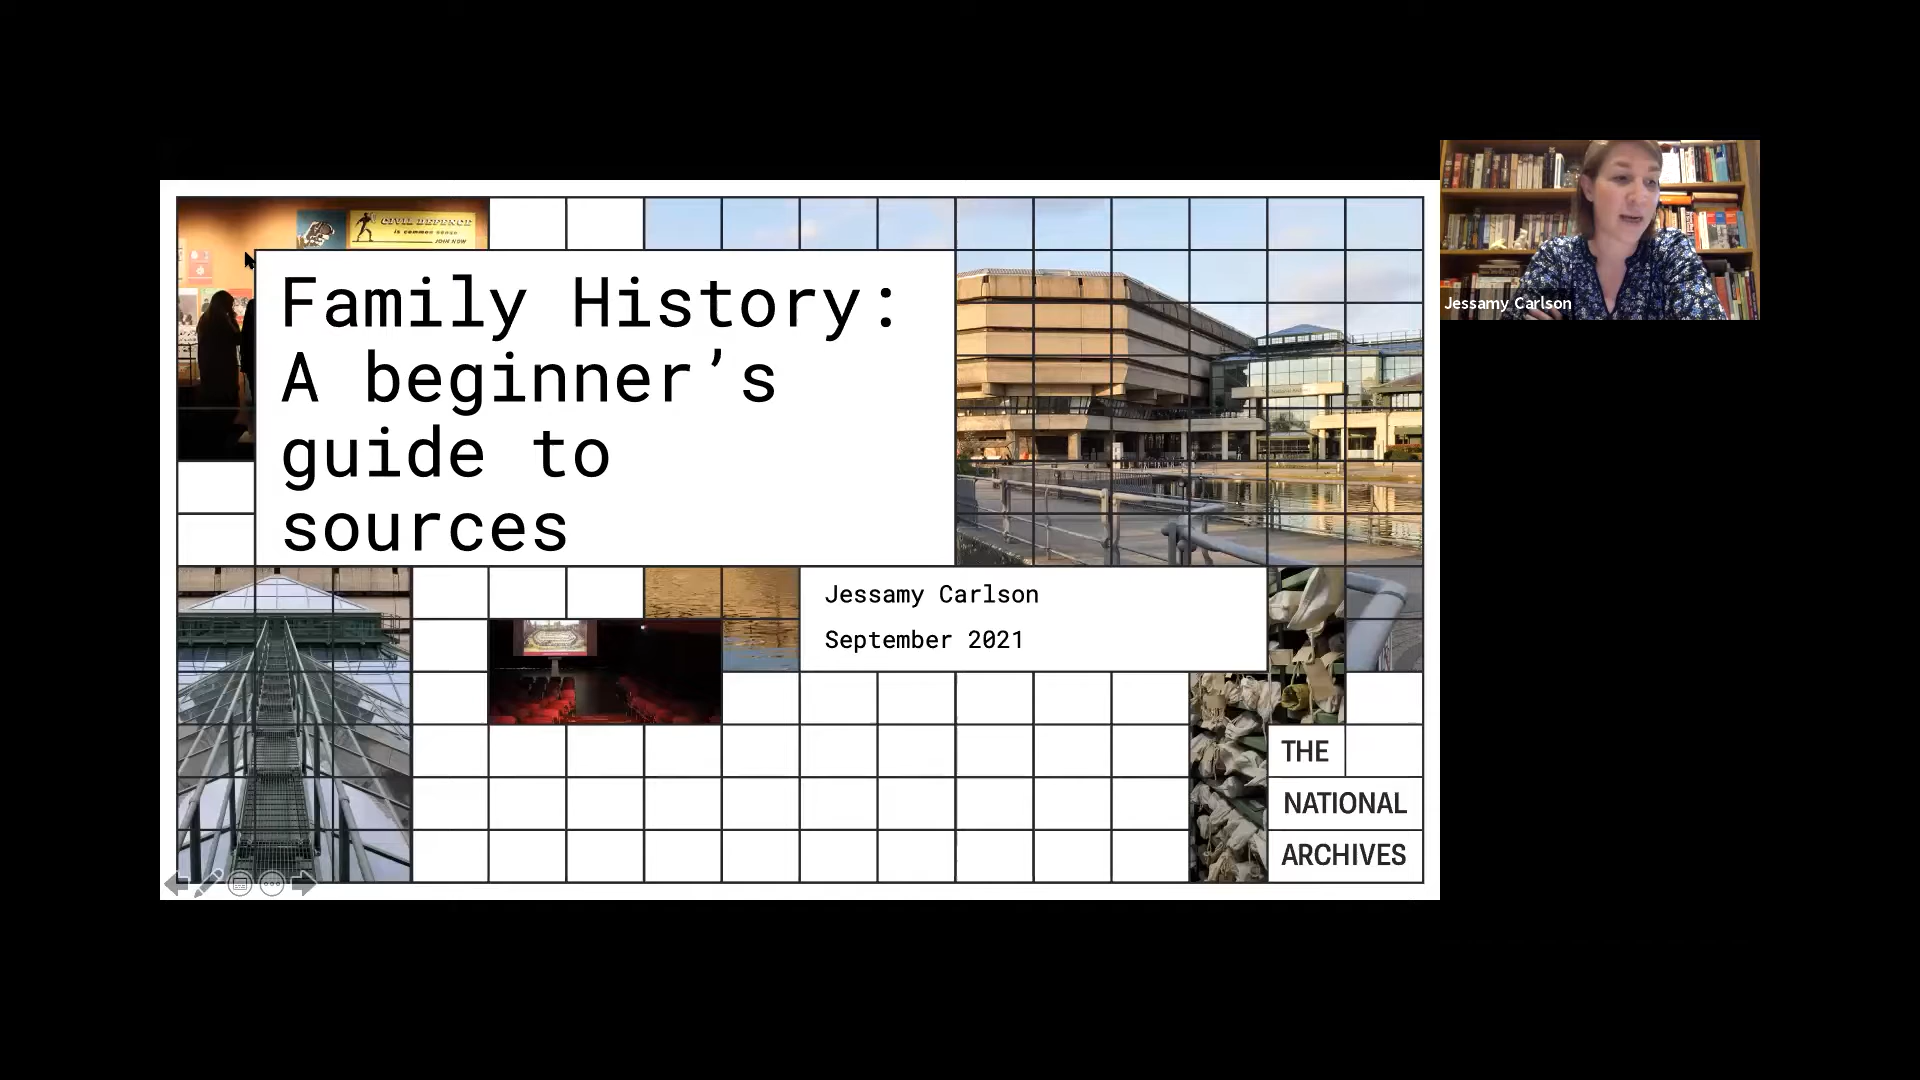 CIVIL DEFENCE
is common sense
JOIN NOW
Family History:
A beginner’s
guide to
sources
Jessamy Carlson
September 2021
THE
NATIONAL
ARCHIVES
Jessamy Carlson